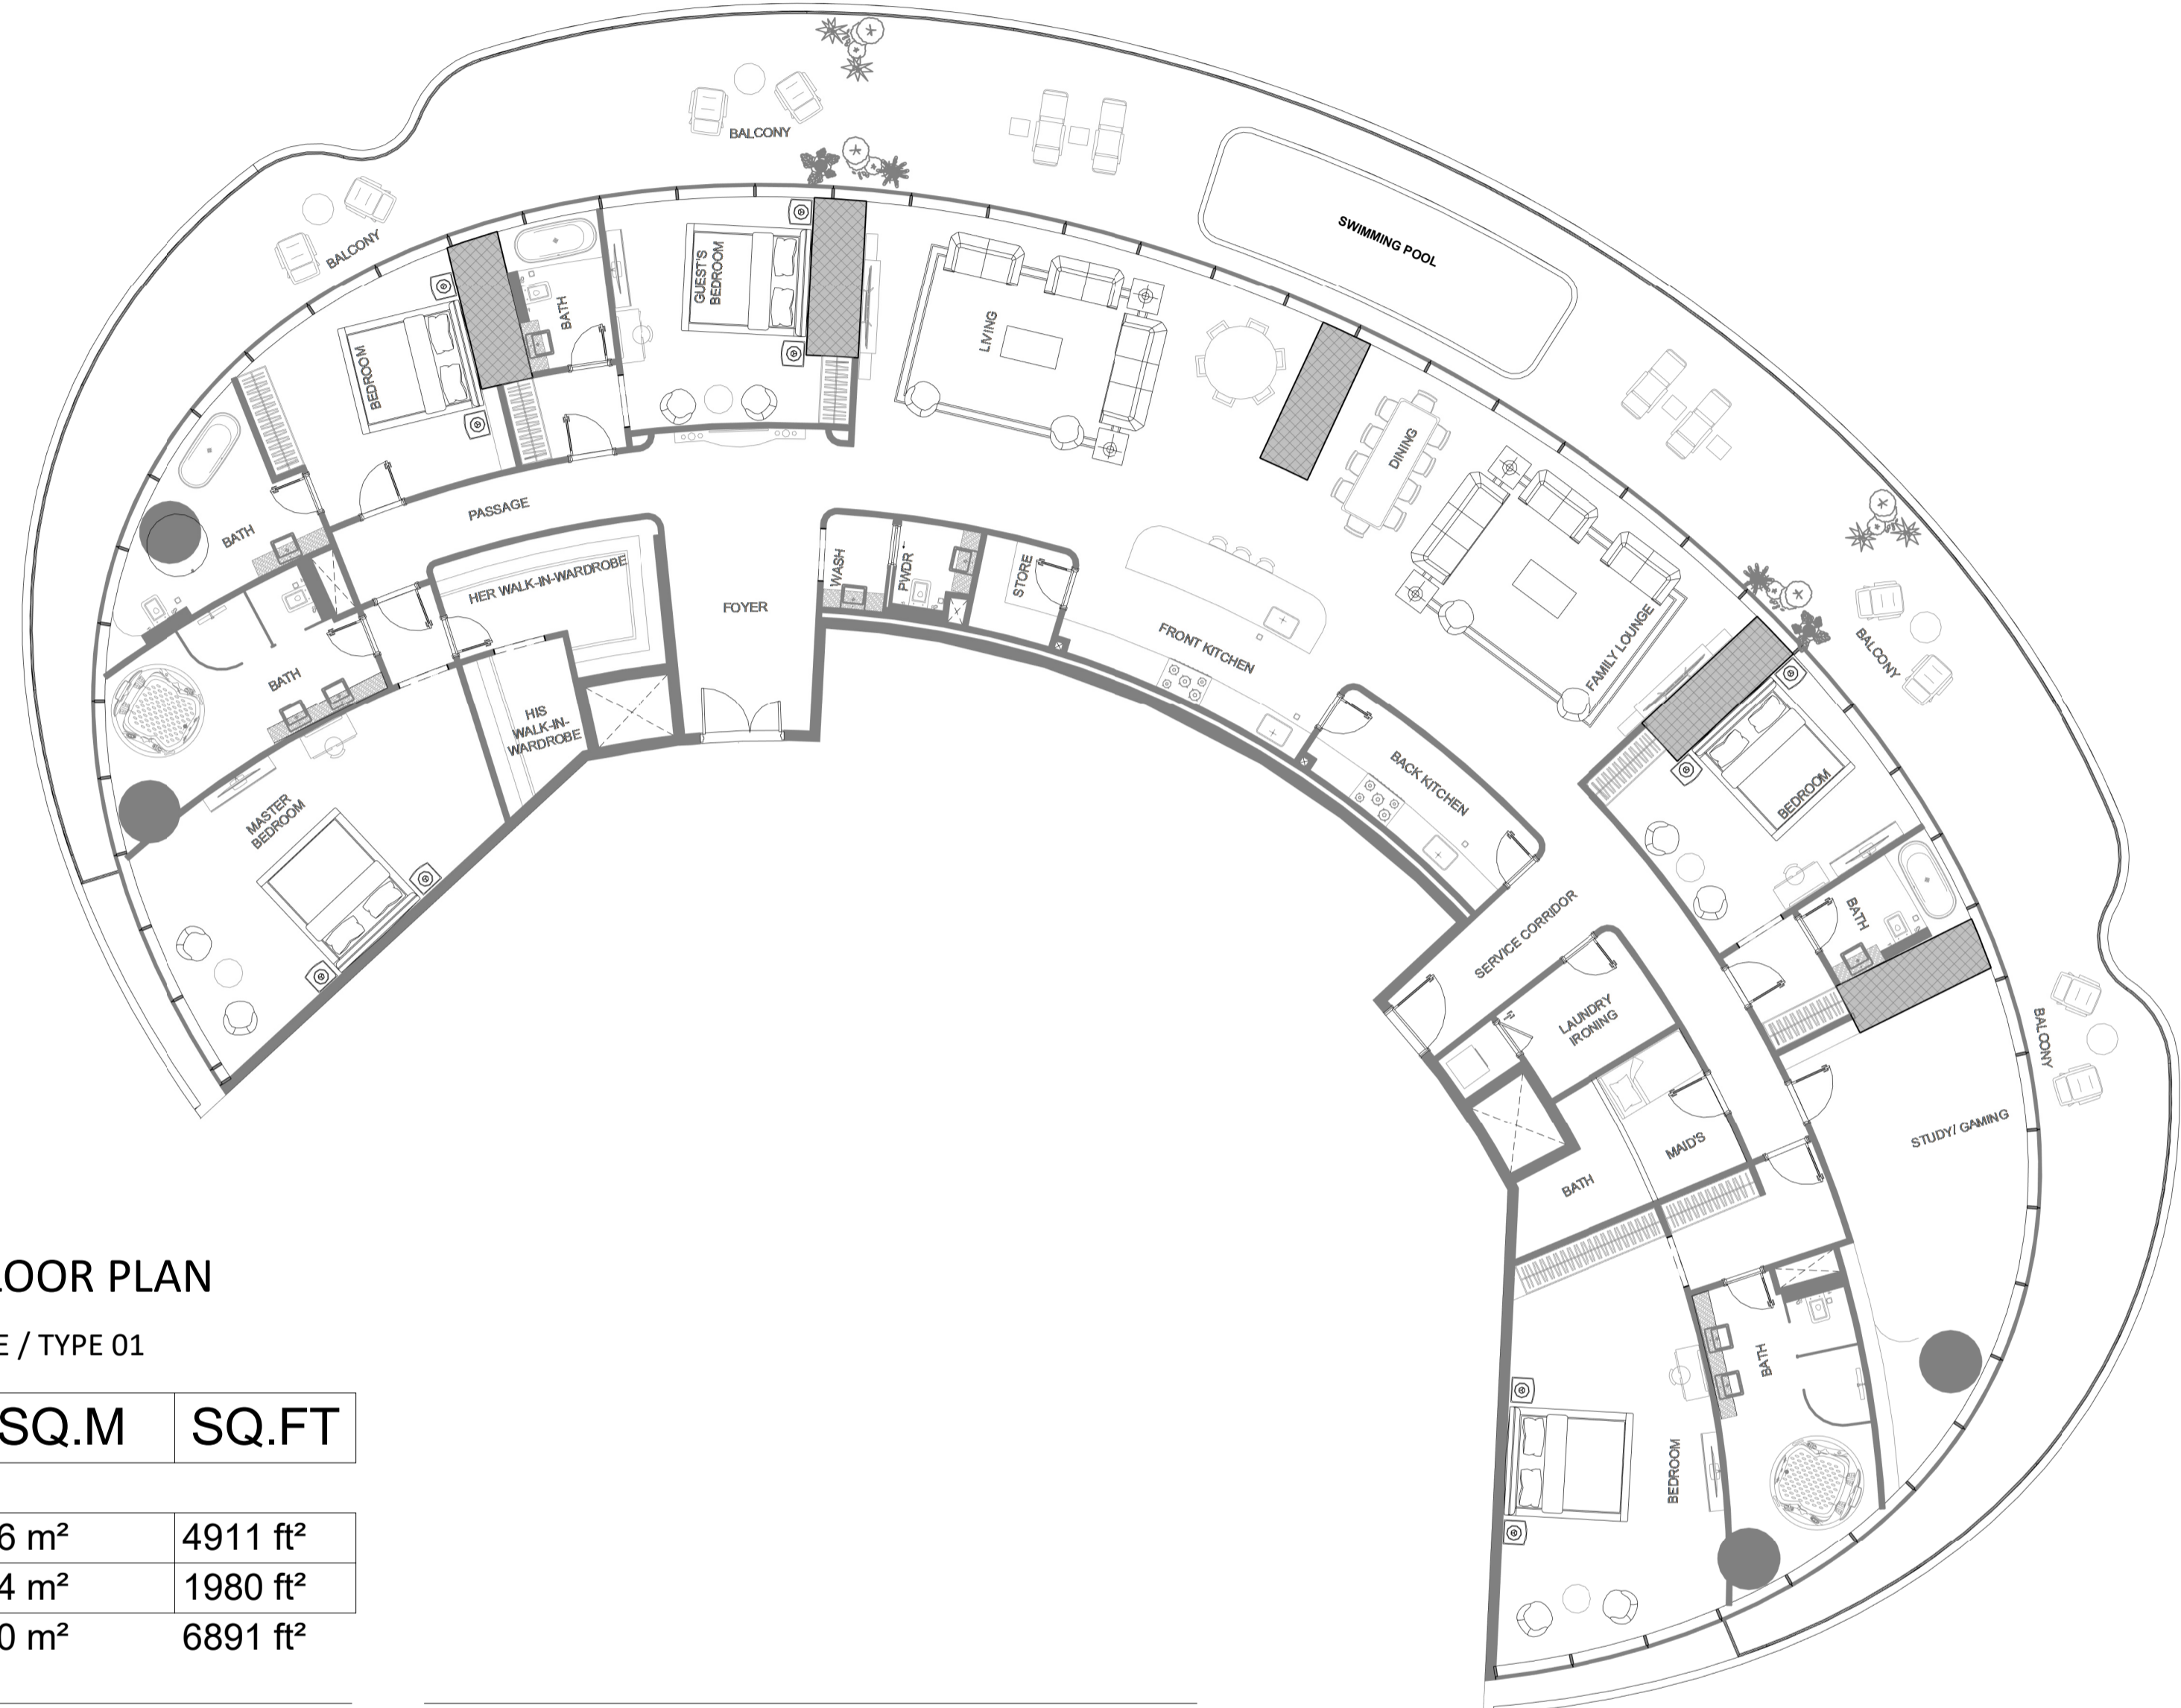 BALCONY
BALCONY
SWIMMING POOL
GUEST'S
BEDROOM
BATH
LIVING
BEDROOM
DINING
PASSAGE
BATH
HER WALK-IN-WARDROBE
WASH
PWDR
STORE
FOYER
FRONT KITCHEN
FAMILY LOUNGE
BALCONY
BATH
HIS
WALK-IN-
WARDROBE
BACK KITCHEN
BEDROOM
MASTER
BEDROOM
BATH
SERVICE CORRIDOR
LAUNDRY
IRONING
BALCONY
STUDY/ GAMING
MAID'S
BATH
BATH
BEDROOM
LOOR PLAN
E / TYPE 01
SQ.M SQ.FT
6 m² 4911 ft²
4 m² 1980 ft²
0 m² 6891 ft²